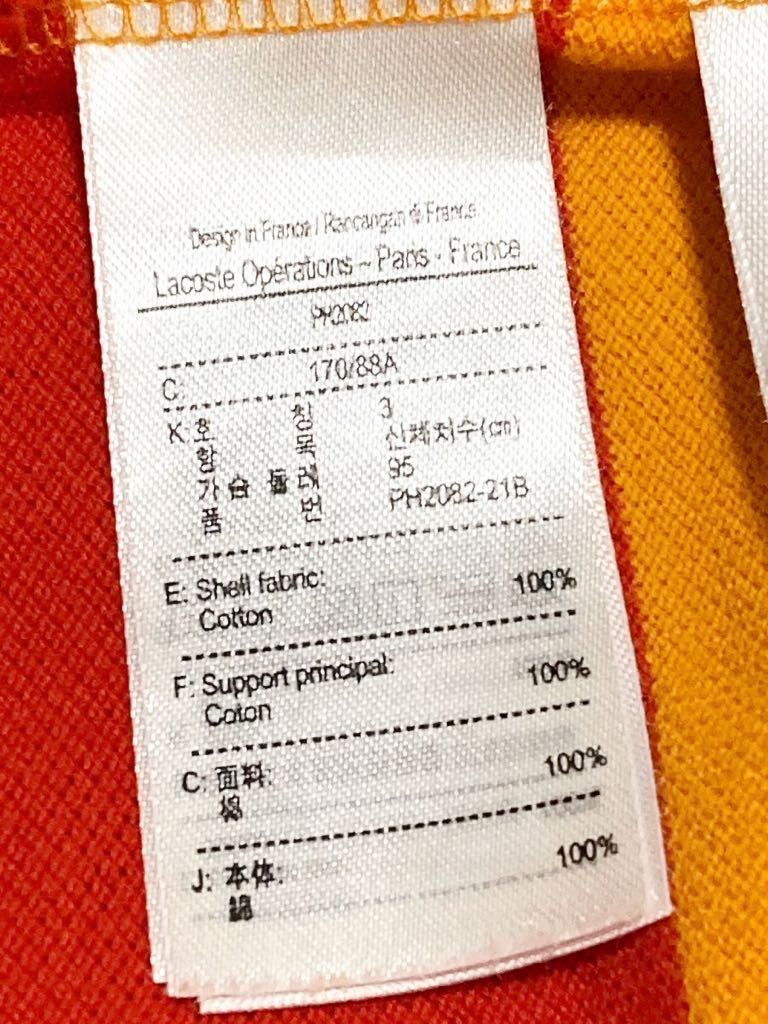 Design in France / Rancangan di France
Lacoste Opérations - Paris - France
PH2082
C: 170/88A
K: 호 칭 3
항 목 신체치수(cm)
가 슴 둘 레 95
품 번 PH2082-21B
E: Shell fabric:
Cotton 100%
F: Support principal:
Coton 100%
C: 面料:
棉 100%
J: 本体:
綿 100%